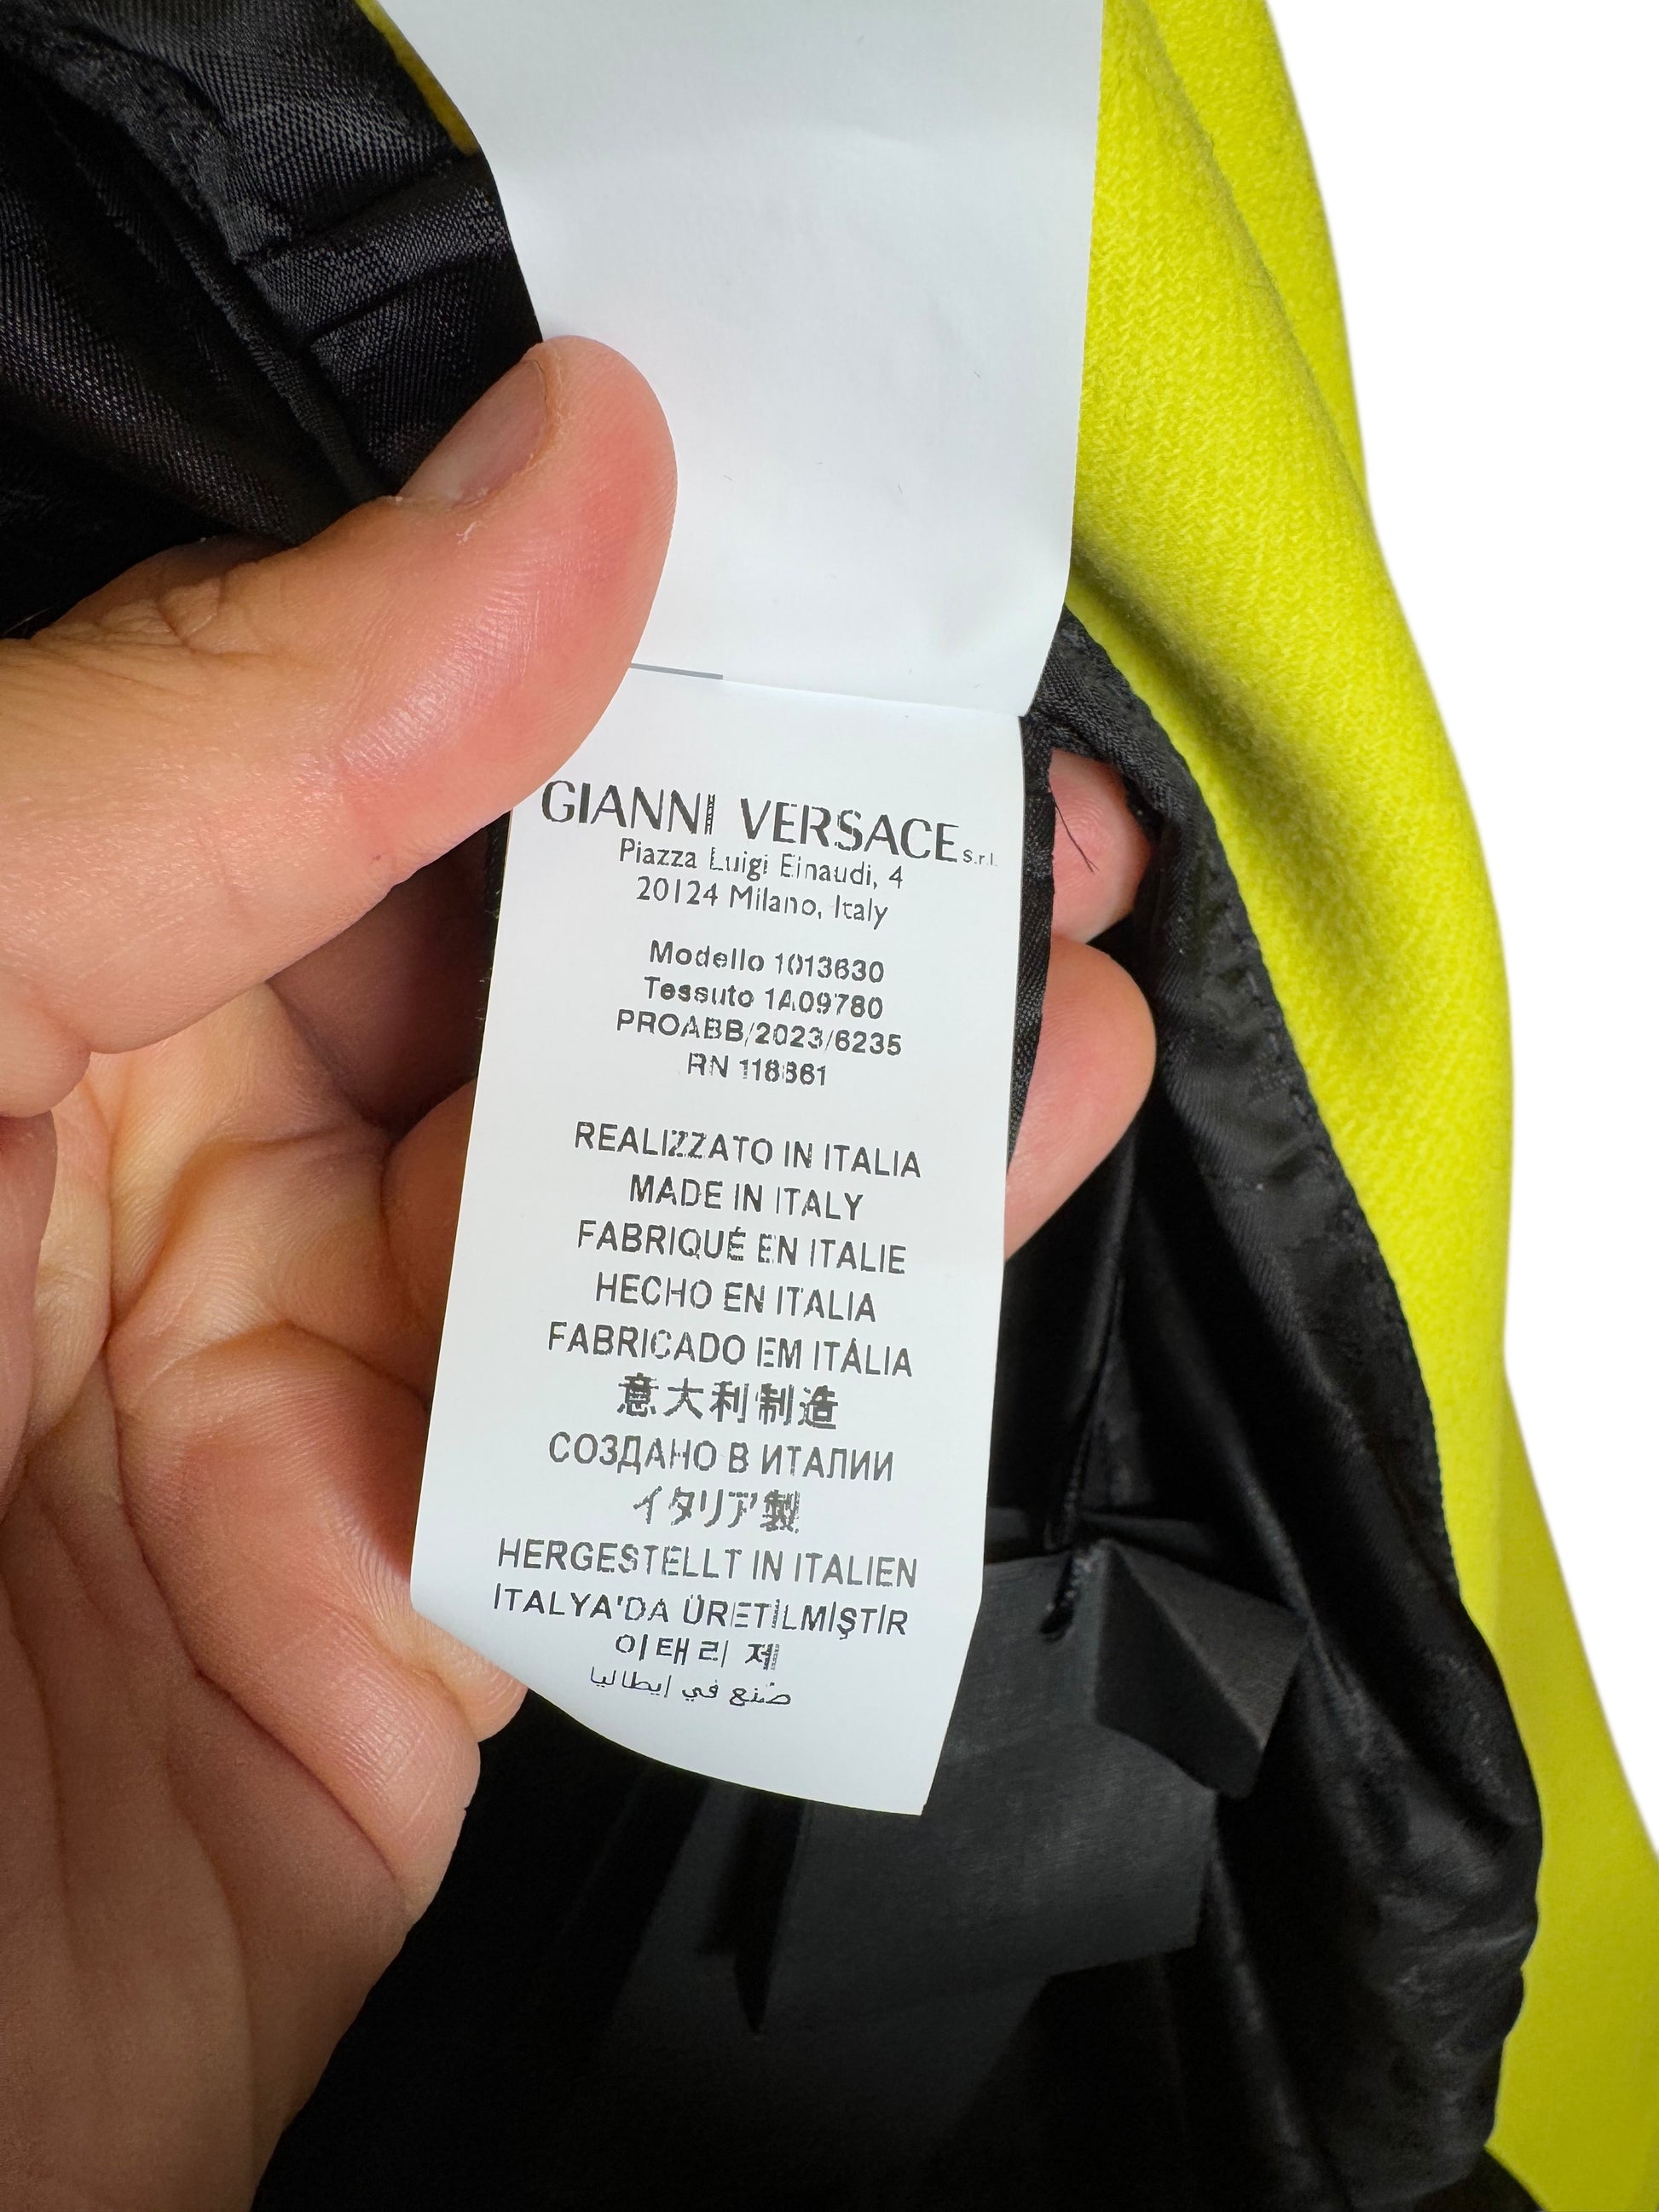 GIANNI VERSACE s.r.l.
Piazza Luigi Einaudi, 4
20124 Milano, Italy
Modello 1013630
Tessuto 1A09780
PROABB/2023/6235
RN 118861
REALIZZATO IN ITALIA
MADE IN ITALY
FABRIQUÉ EN ITALIE
HECHO EN ITALIA
FABRICADO EM ITÁLIA
意大利制造
СОЗДАНО В ИТАЛИИ
イタリア製
HERGESTELLT IN ITALIEN
İTALYA'DA ÜRETİLMİŞTİR
이태리 제
صُنع في إيطاليا